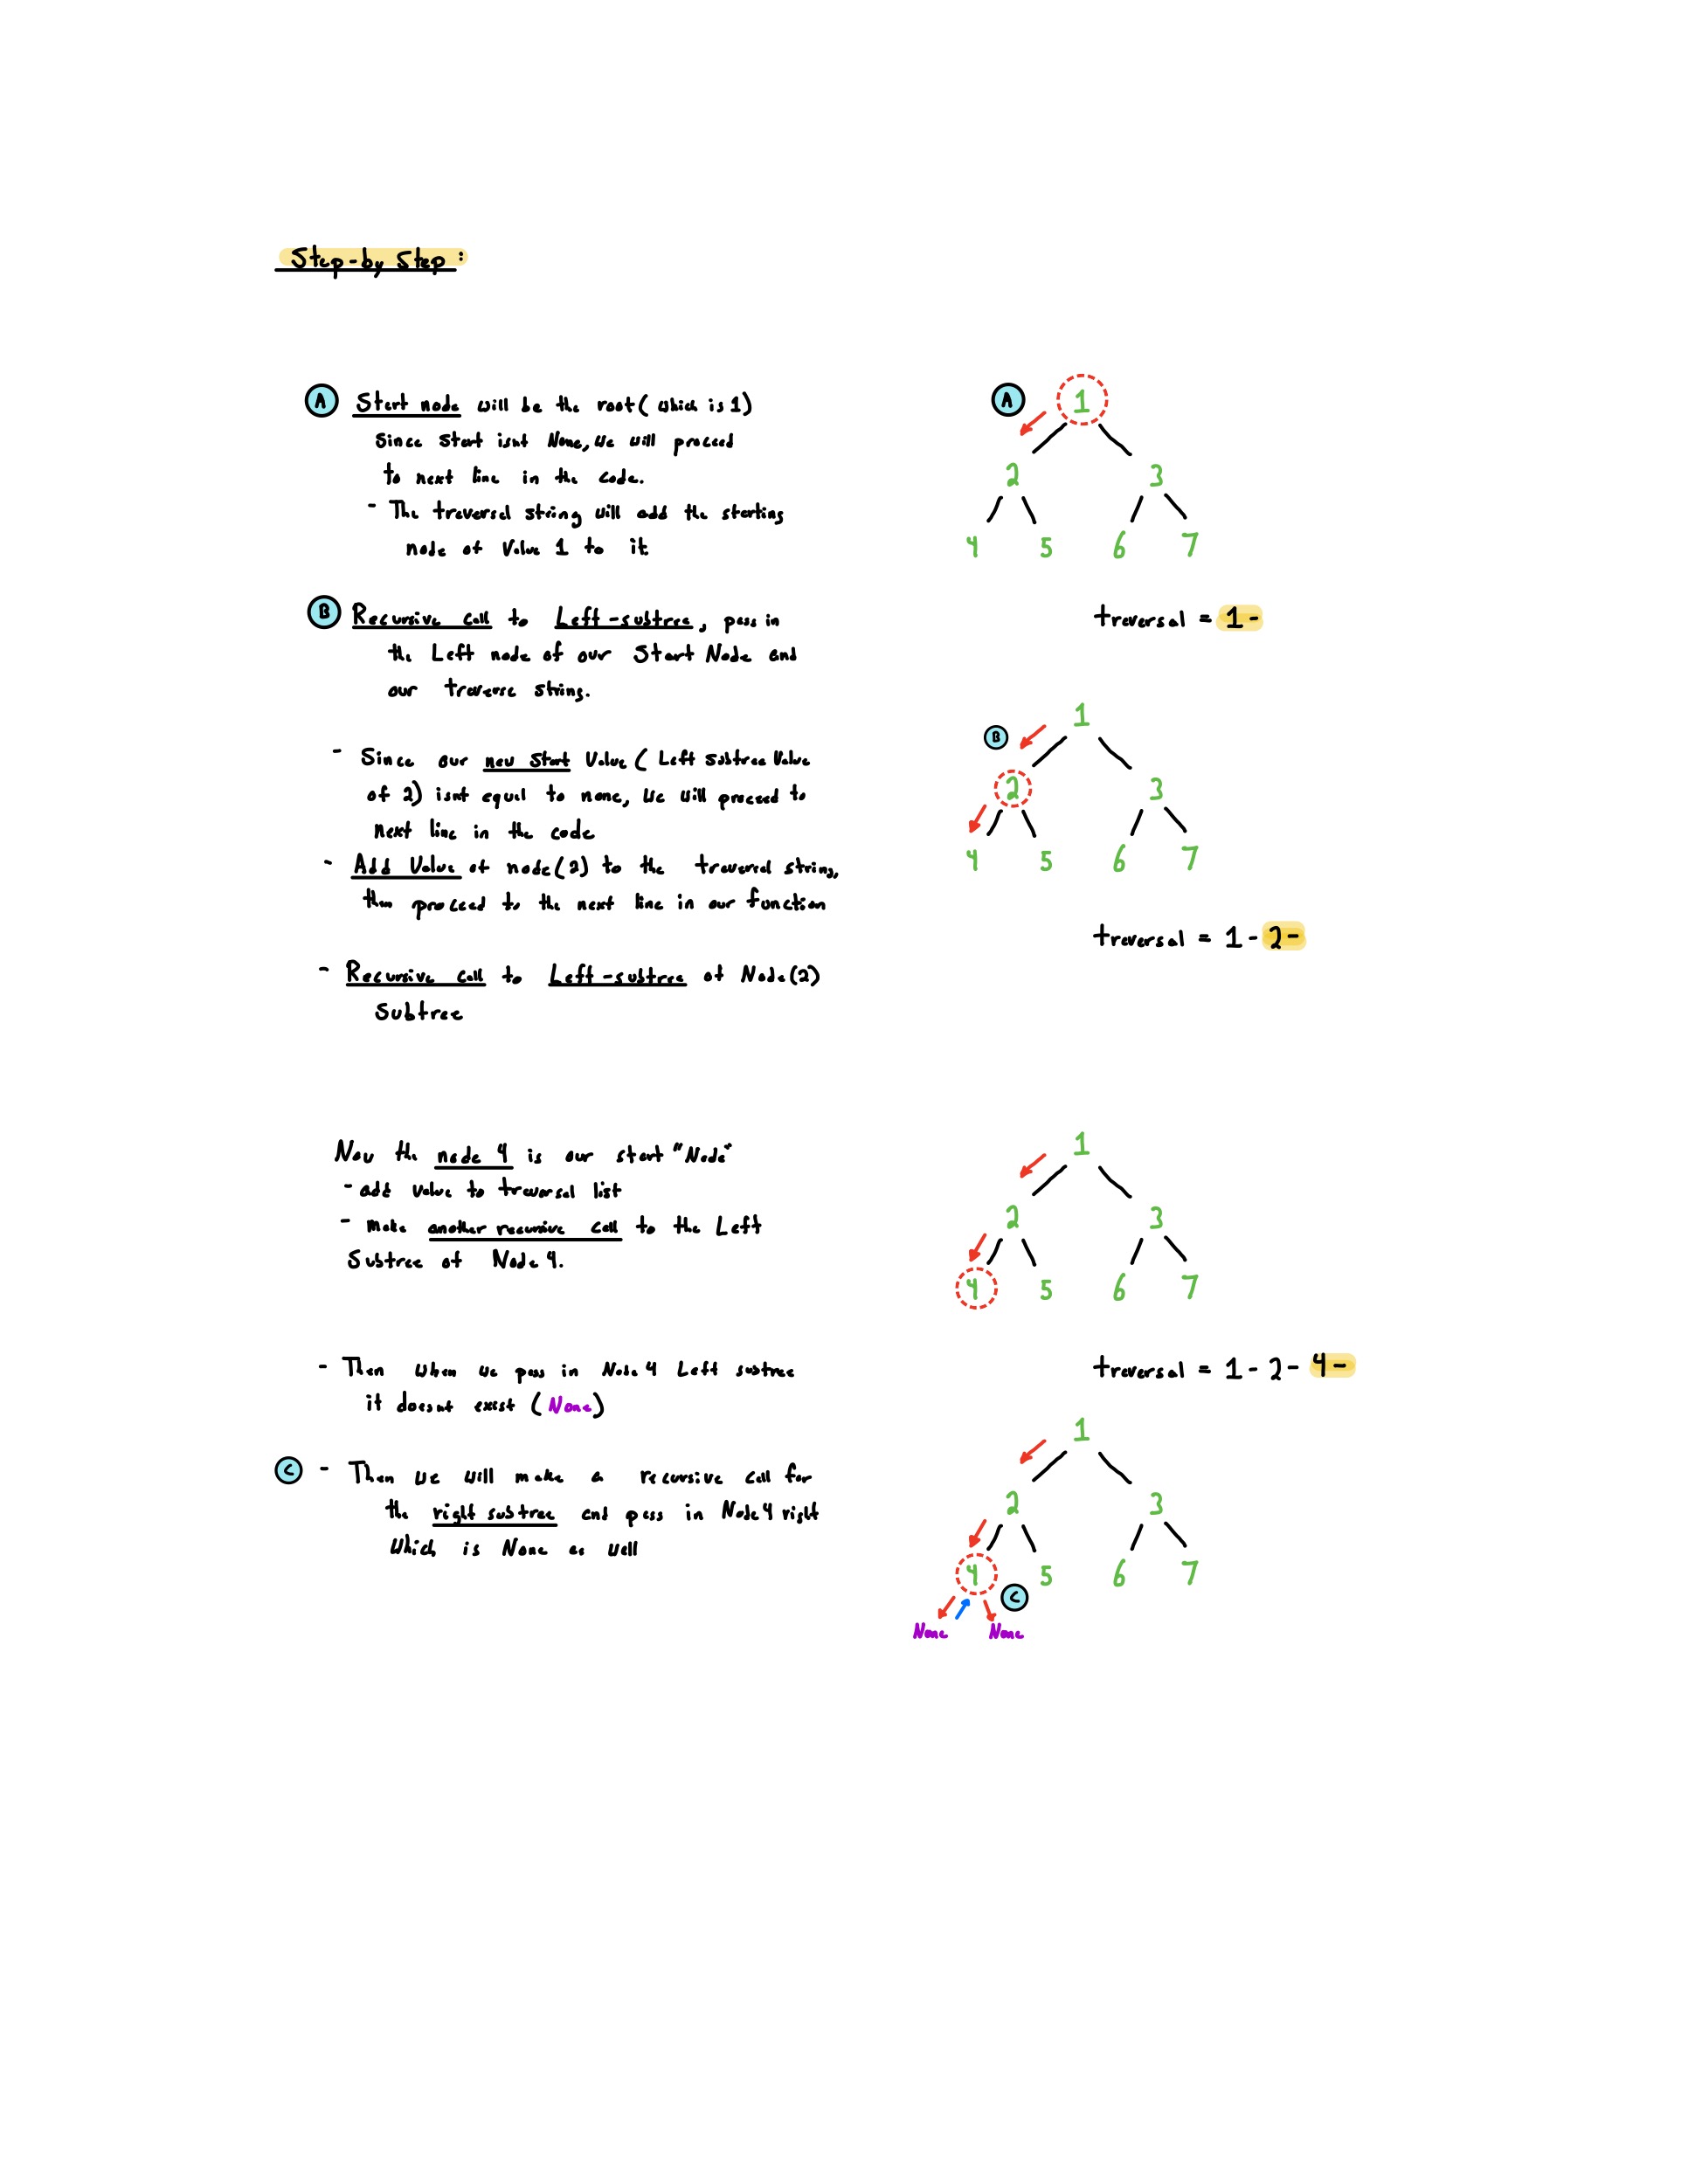 Step-by Step:
A Start node will be the root (which is 1)
Since start isnt None, we will proceed
to next line in the code.
- The traversal string will add the starting
node of Value 1 to it
A
1
2 3
4 5 6 7
B Recursive call to Left-subtree, pass in
the Left node of our Start Node and
our traverse string.
traversal = 1-
- Since our new start Value (Left subtree Value
of 2) isnt equal to none, we will proceed to
next line in the code
- Add Value of node(2) to the traversal string,
then proceed to the next line in our function
- Recursive call to Left-subtree of Node(2)
Subtree
1
B
2 3
4 5 6 7
traversal = 1-2-
Now the node 4 is our start "Node"
- add value to traversal list
- make another recursive call to the Left
Subtree of Node 4.
1
2 3
4 5 6 7
- Then when we pass in Node 4 Left subtree
it doesnt exist (None)
traversal = 1-2-4-
C - Then we will make a recursive call for
the right subtree and pass in Node 4 right
Which is None as well
1
2 3
4 5 6 7
C
None None